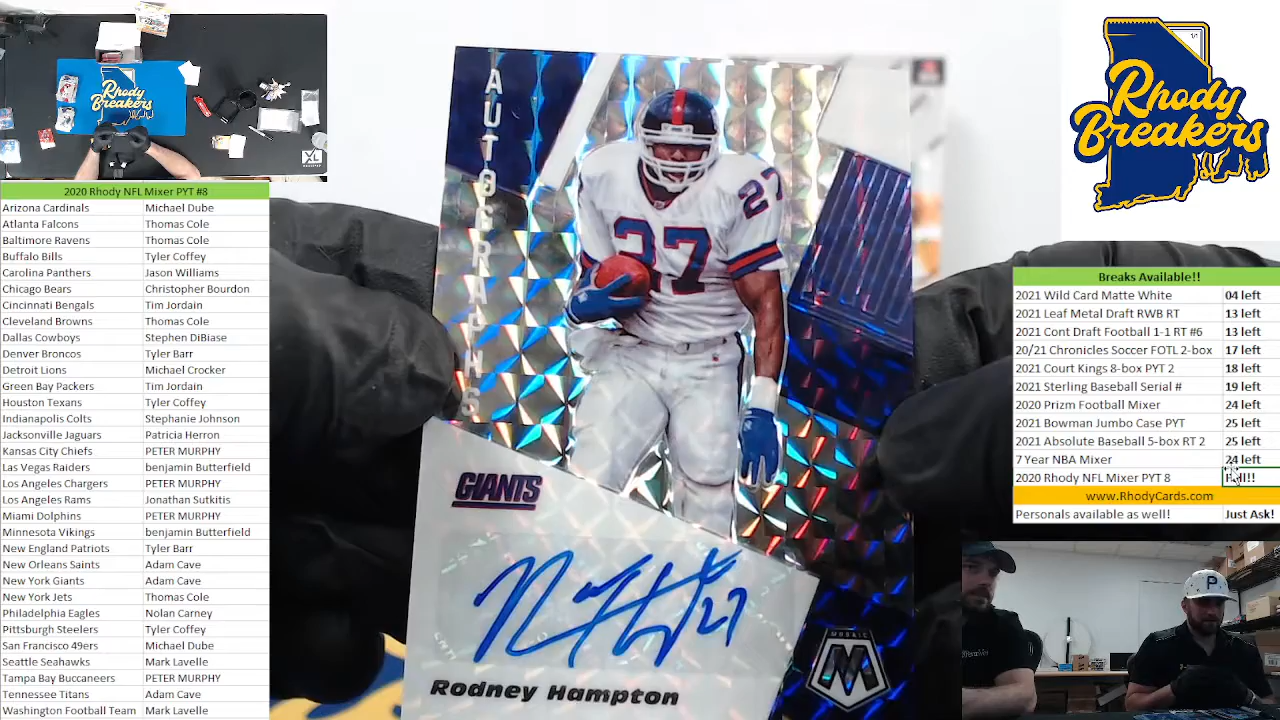 Rhody
Breakers
2020 Rhody NFL Mixer PYT #8
Arizona Cardinals Michael Dube
Atlanta Falcons Thomas Cole
Baltimore Ravens Thomas Cole
Buffalo Bills Tyler Coffey
Carolina Panthers Jason Williams
Chicago Bears Christopher Bourdon
Cincinnati Bengals Tim Jordain
Cleveland Browns Thomas Cole
Dallas Cowboys Stephen DiBiase
Denver Broncos Tyler Barr
Detroit Lions Michael Crocker
Green Bay Packers Tim Jordain
Houston Texans Tyler Coffey
Indianapolis Colts Stephanie Johnson
Jacksonville Jaguars Patricia Herron
Kansas City Chiefs PETER MURPHY
Las Vegas Raiders benjamin Butterfield
Los Angeles Chargers PETER MURPHY
Los Angeles Rams Jonathan Sutkitis
Miami Dolphins PETER MURPHY
Minnesota Vikings benjamin Butterfield
New England Patriots Tyler Barr
New Orleans Saints Adam Cave
New York Giants Adam Cave
New York Jets Thomas Cole
Philadelphia Eagles Nolan Carney
Pittsburgh Steelers Tyler Coffey
San Francisco 49ers Michael Dube
Seattle Seahawks Mark Lavelle
Tampa Bay Buccaneers PETER MURPHY
Tennessee Titans Adam Cave
Washington Football Team Mark Lavelle
XL
AUTOGRAPHS
27
27
GIANTS
27
Rodney Hampton
MOSAIC
M
Rhody
Breakers
Breaks Available!!
2021 Wild Card Matte White 04 left
2021 Leaf Metal Draft RWB RT 13 left
2021 Cont Draft Football 1-1 RT #6 13 left
20/21 Chronicles Soccer FOTL 2-box 17 left
2021 Court Kings 8-box PYT 2 18 left
2021 Sterling Baseball Serial # 19 left
2020 Prizm Football Mixer 24 left
2021 Bowman Jumbo Case PYT 25 left
2021 Absolute Baseball 5-box RT 2 25 left
7 Year NBA Mixer 24 left
2020 Rhody NFL Mixer PYT 8 Full!!
www.RhodyCards.com
Personals available as well! Just Ask!
P